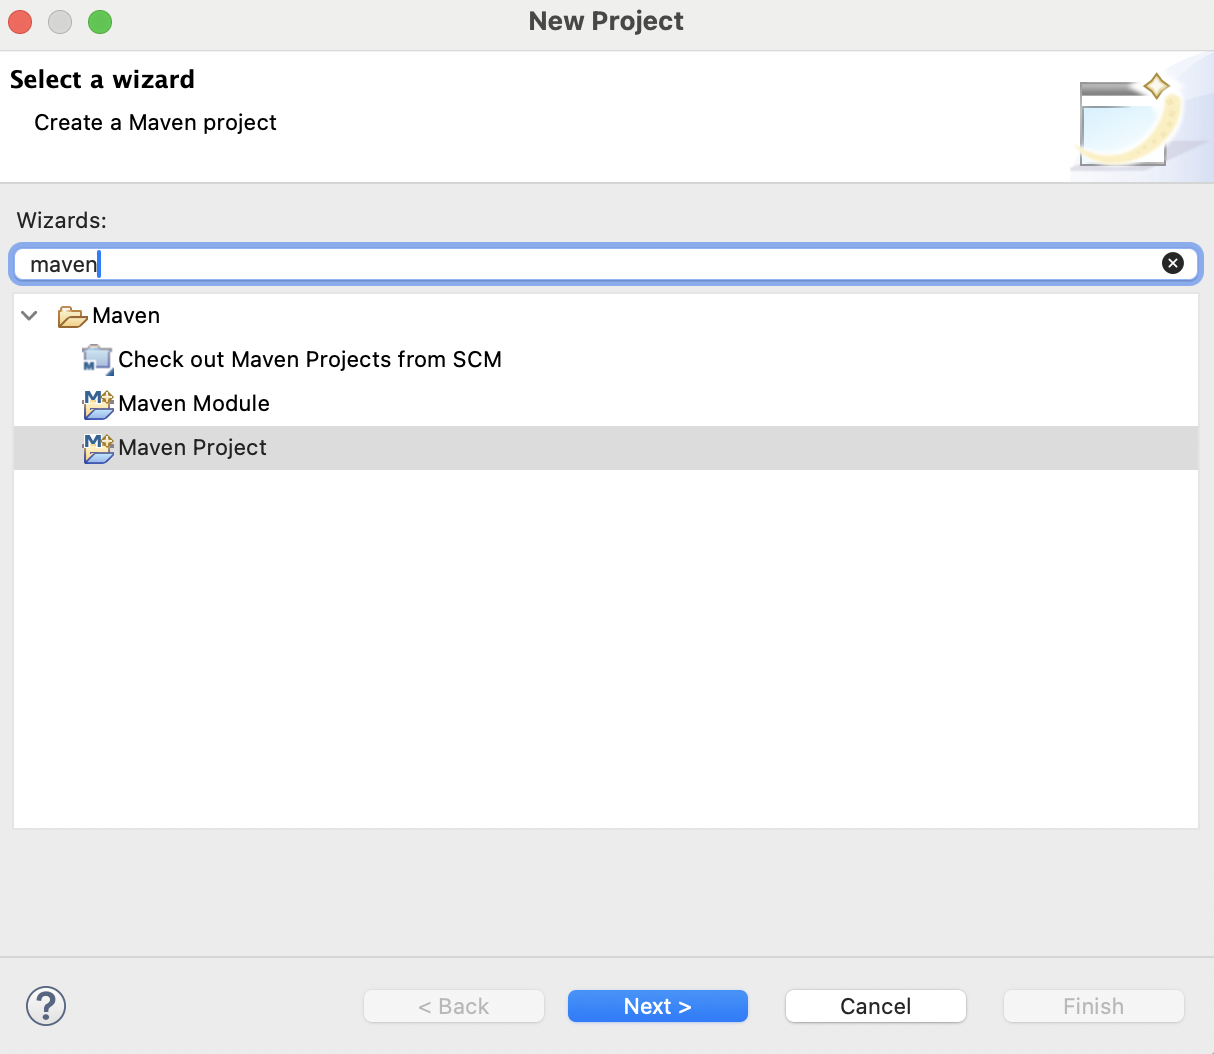 New Project
Select a wizard
Create a Maven project
Wizards:
maven
Maven
Check out Maven Projects from SCM
Maven Module
Maven Project
?
< Back
Next >
Cancel
Finish